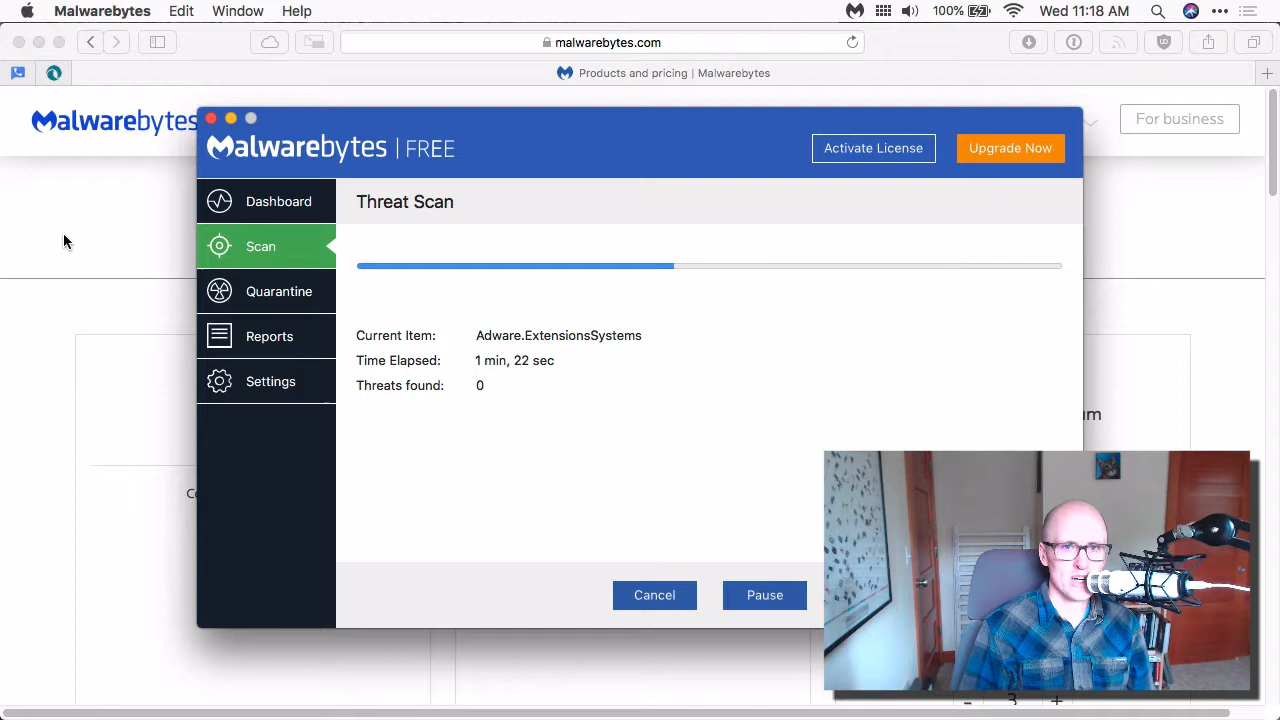 Malwarebytes Edit Window Help 100% Wed 11:18 AM
malwarebytes.com
Products and pricing | Malwarebytes
Malwarebytes
For business
Malwarebytes | FREE
Activate License
Upgrade Now
Dashboard
Scan
Quarantine
Reports
Settings
Threat Scan
Current Item: Adware.ExtensionsSystems
Time Elapsed: 1 min, 22 sec
Threats found: 0
Cancel
Pause
- 3 +